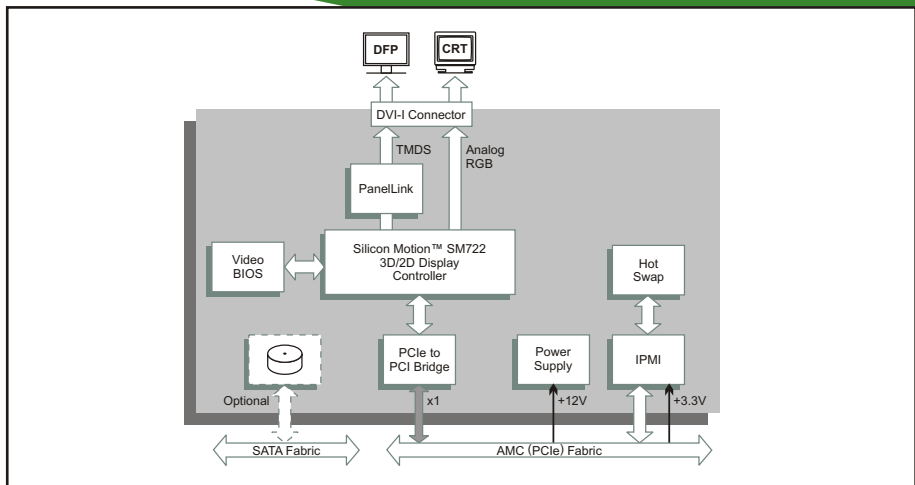 DFP
CRT
DVI-I Connector
TMDS
Analog
RGB
PanelLink
Silicon Motion™ SM722
3D/2D Display
Controller
Video
BIOS
Hot
Swap
PCIe to
PCI Bridge
Power
Supply
IPMI
Optional
x1
+12V
+3.3V
SATA Fabric
AMC (PCIe) Fabric